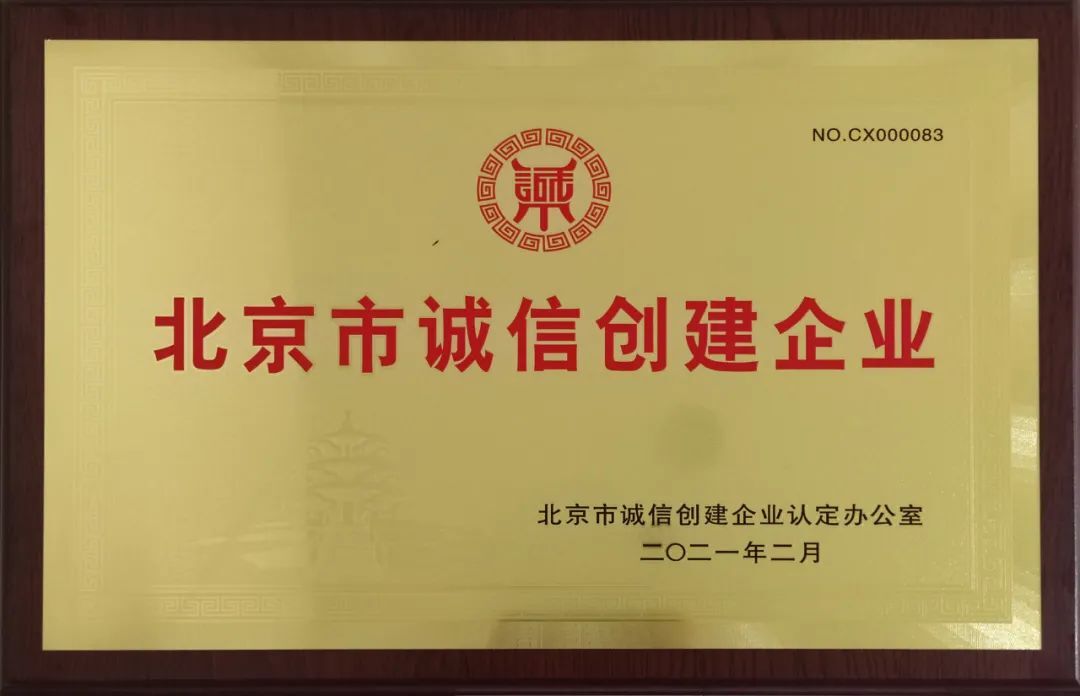 NO.CX000083
誠
北京市诚信创建企业
北京市诚信创建企业认定办公室
二〇二一年二月